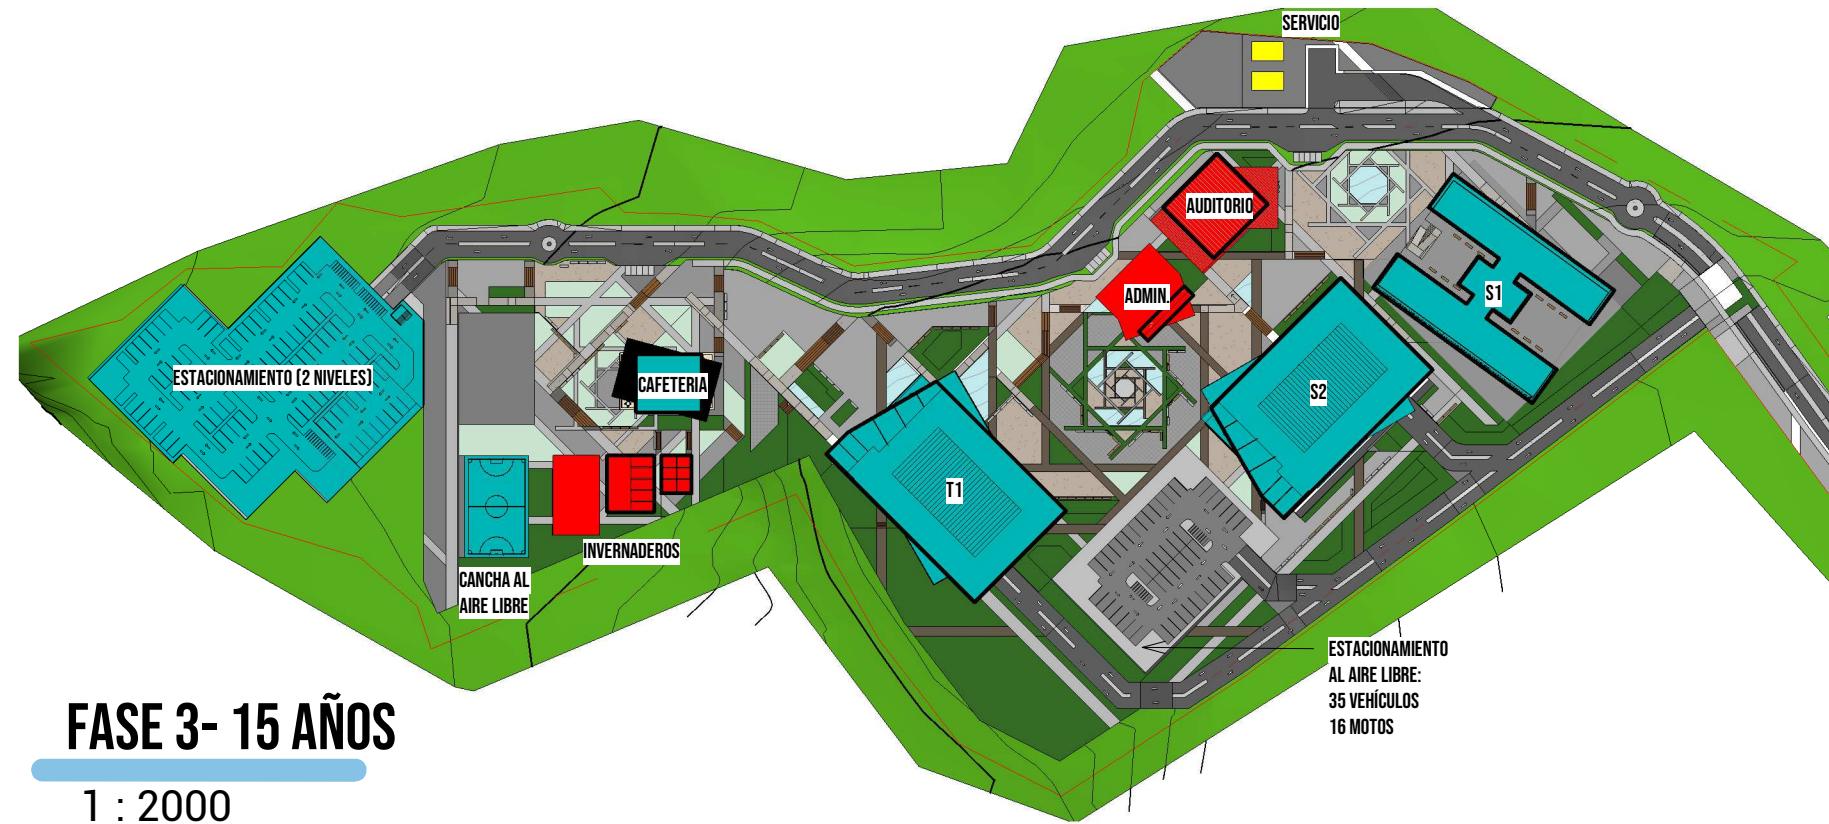 SERVICIO
AUDITORIO
ADMIN.
S1
ESTACIONAMIENTO (2 NIVELES)
CAFETERIA
S2
T1
INVERNADEROS
CANCHA AL
AIRE LIBRE
ESTACIONAMIENTO
AL AIRE LIBRE:
35 VEHÍCULOS
16 MOTOS
FASE 3- 15 AÑOS
1 : 2000